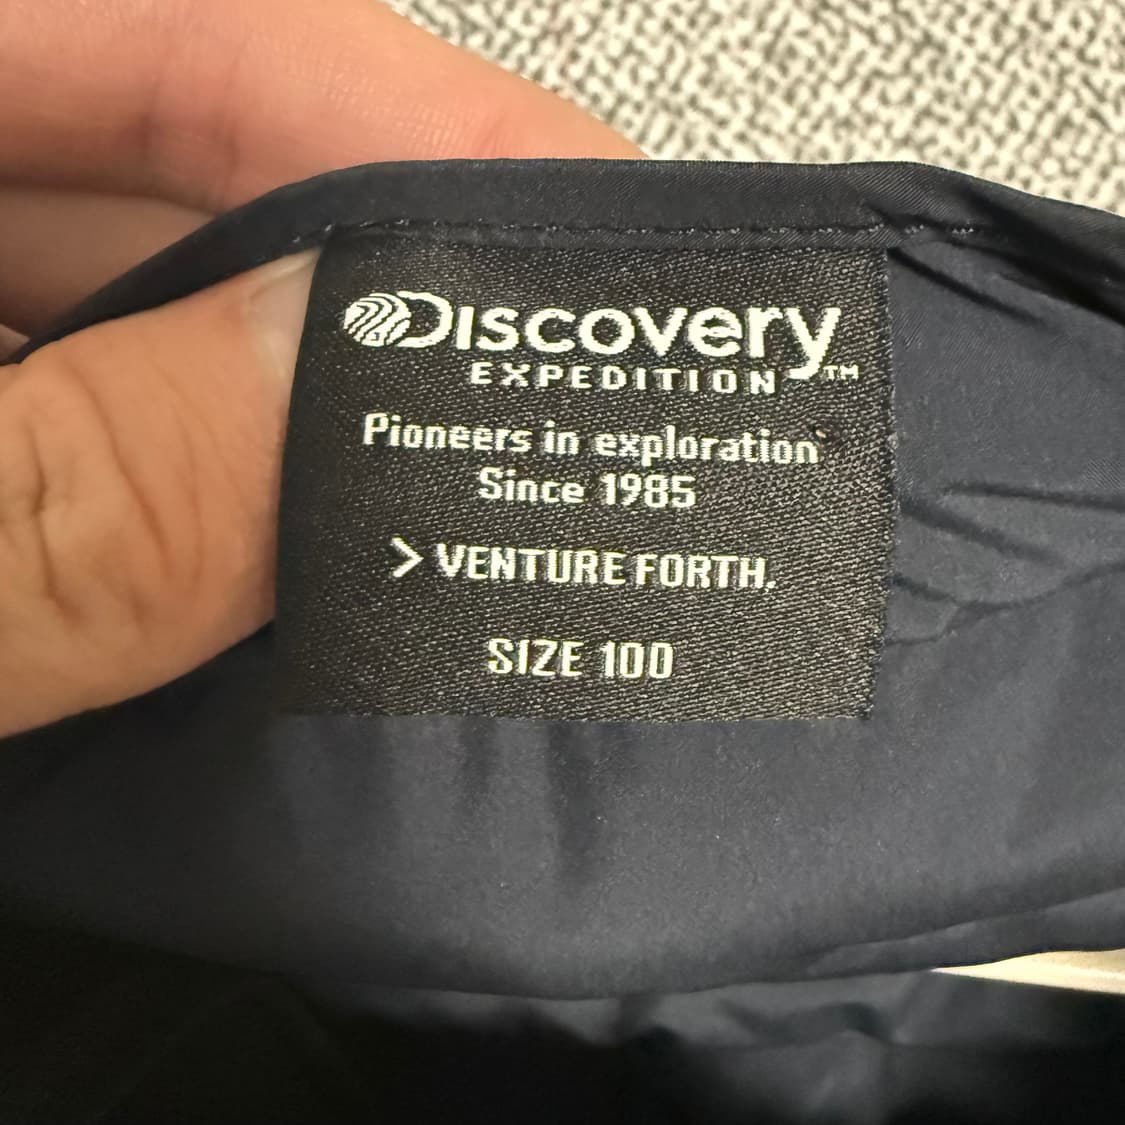 Discovery
EXPEDITION™
Pioneers in exploration
Since 1985
> VENTURE FORTH.
SIZE 100